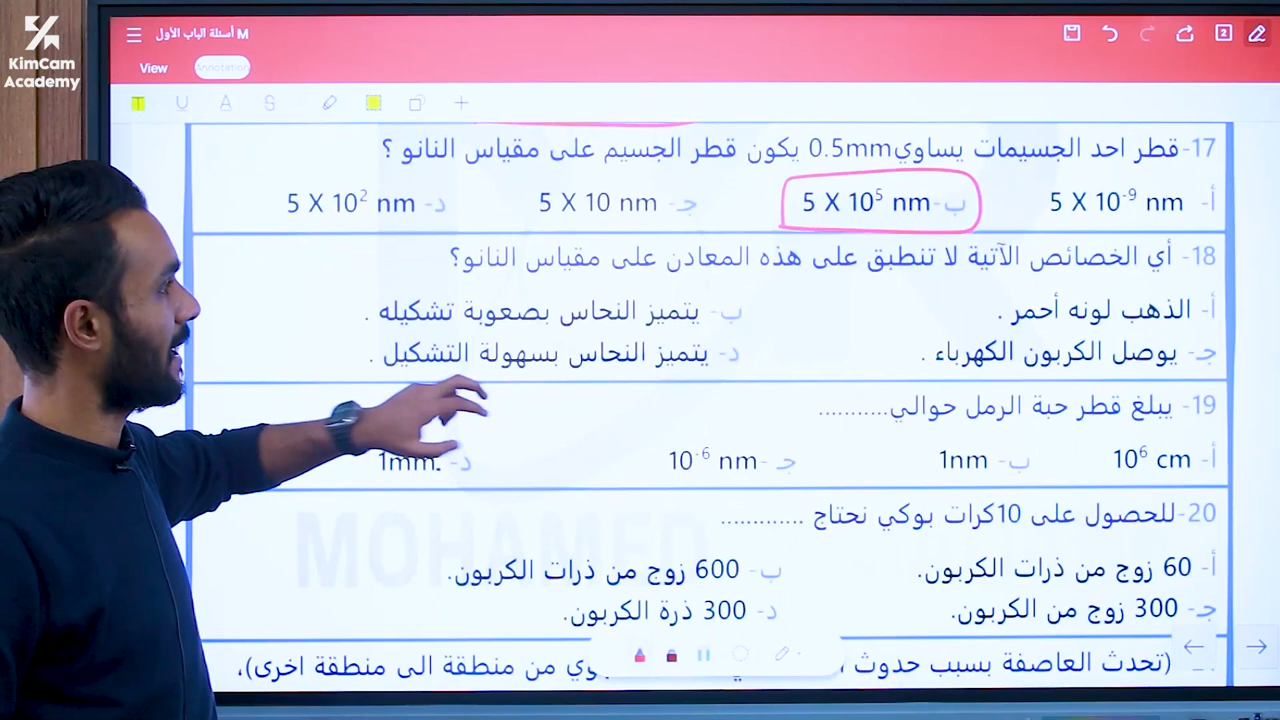 KimCam
Academy
M أسئلة الباب الأول
View
Annotation
17-قطر احد الجسيمات يساوي0.5mm يكون قطر الجسيم على مقياس النانو ؟
أ- 5 X 10⁻⁹ nm ب-5 X 10⁵ nm جـ- 5 X 10 nm د- 5 X 10² nm
18- أي الخصائص الآتية لا تنطبق على هذه المعادن على مقياس النانو؟
أ- الذهب لونه أحمر . ب- يتميز النحاس بصعوبة تشكيله .
جـ- يوصل الكربون الكهرباء . د- يتميز النحاس بسهولة التشكيل .
19- يبلغ قطر حبة الرمل حوالي...........
أ- 10⁶ cm ب- 1nm جـ- 10⁻⁶ nm د- 1mm.
20-للحصول على 10كرات بوكي نحتاج .............
أ- 60 زوج من ذرات الكربون. ب- 600 زوج من ذرات الكربون.
جـ- 300 زوج من الكربون. د- 300 ذرة الكربون.
(تحدث العاصفة بسبب حدوث من منطقة الى منطقة اخرى)،
MOHAMED